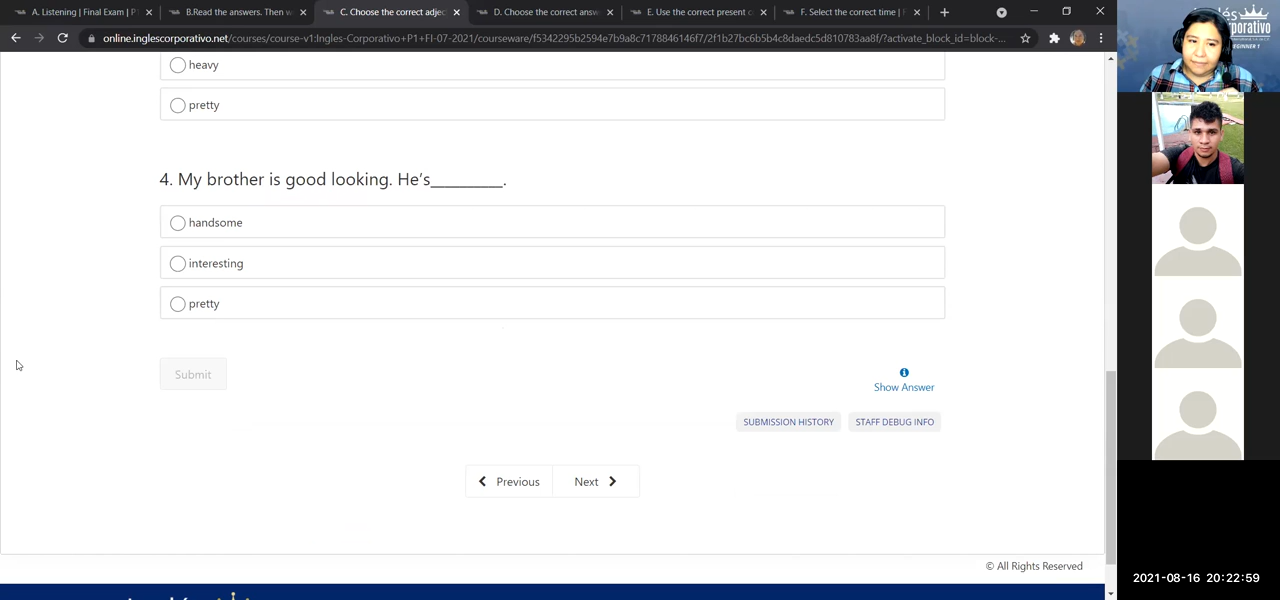 A. Listening | Final Exam | P
B.Read the answers. Then w
C. Choose the correct adjec
D. Choose the correct answ
E. Use the correct present c
F. Select the correct time | F
online.inglescorporativo.net/courses/course-v1:Ingles-Corporativo+P1+FI-07-2021/courseware/f5342295b2594e7b9a8c7178846146f7/2f1b27bc6b5b4c8daedc5d810783aa8f/?activate_block_id=block-...
heavy
pretty
4. My brother is good looking. He's_________.
handsome
interesting
pretty
Submit
Show Answer
SUBMISSION HISTORY
STAFF DEBUG INFO
Previous
Next
© All Rights Reserved
2021-08-16 20:22:59